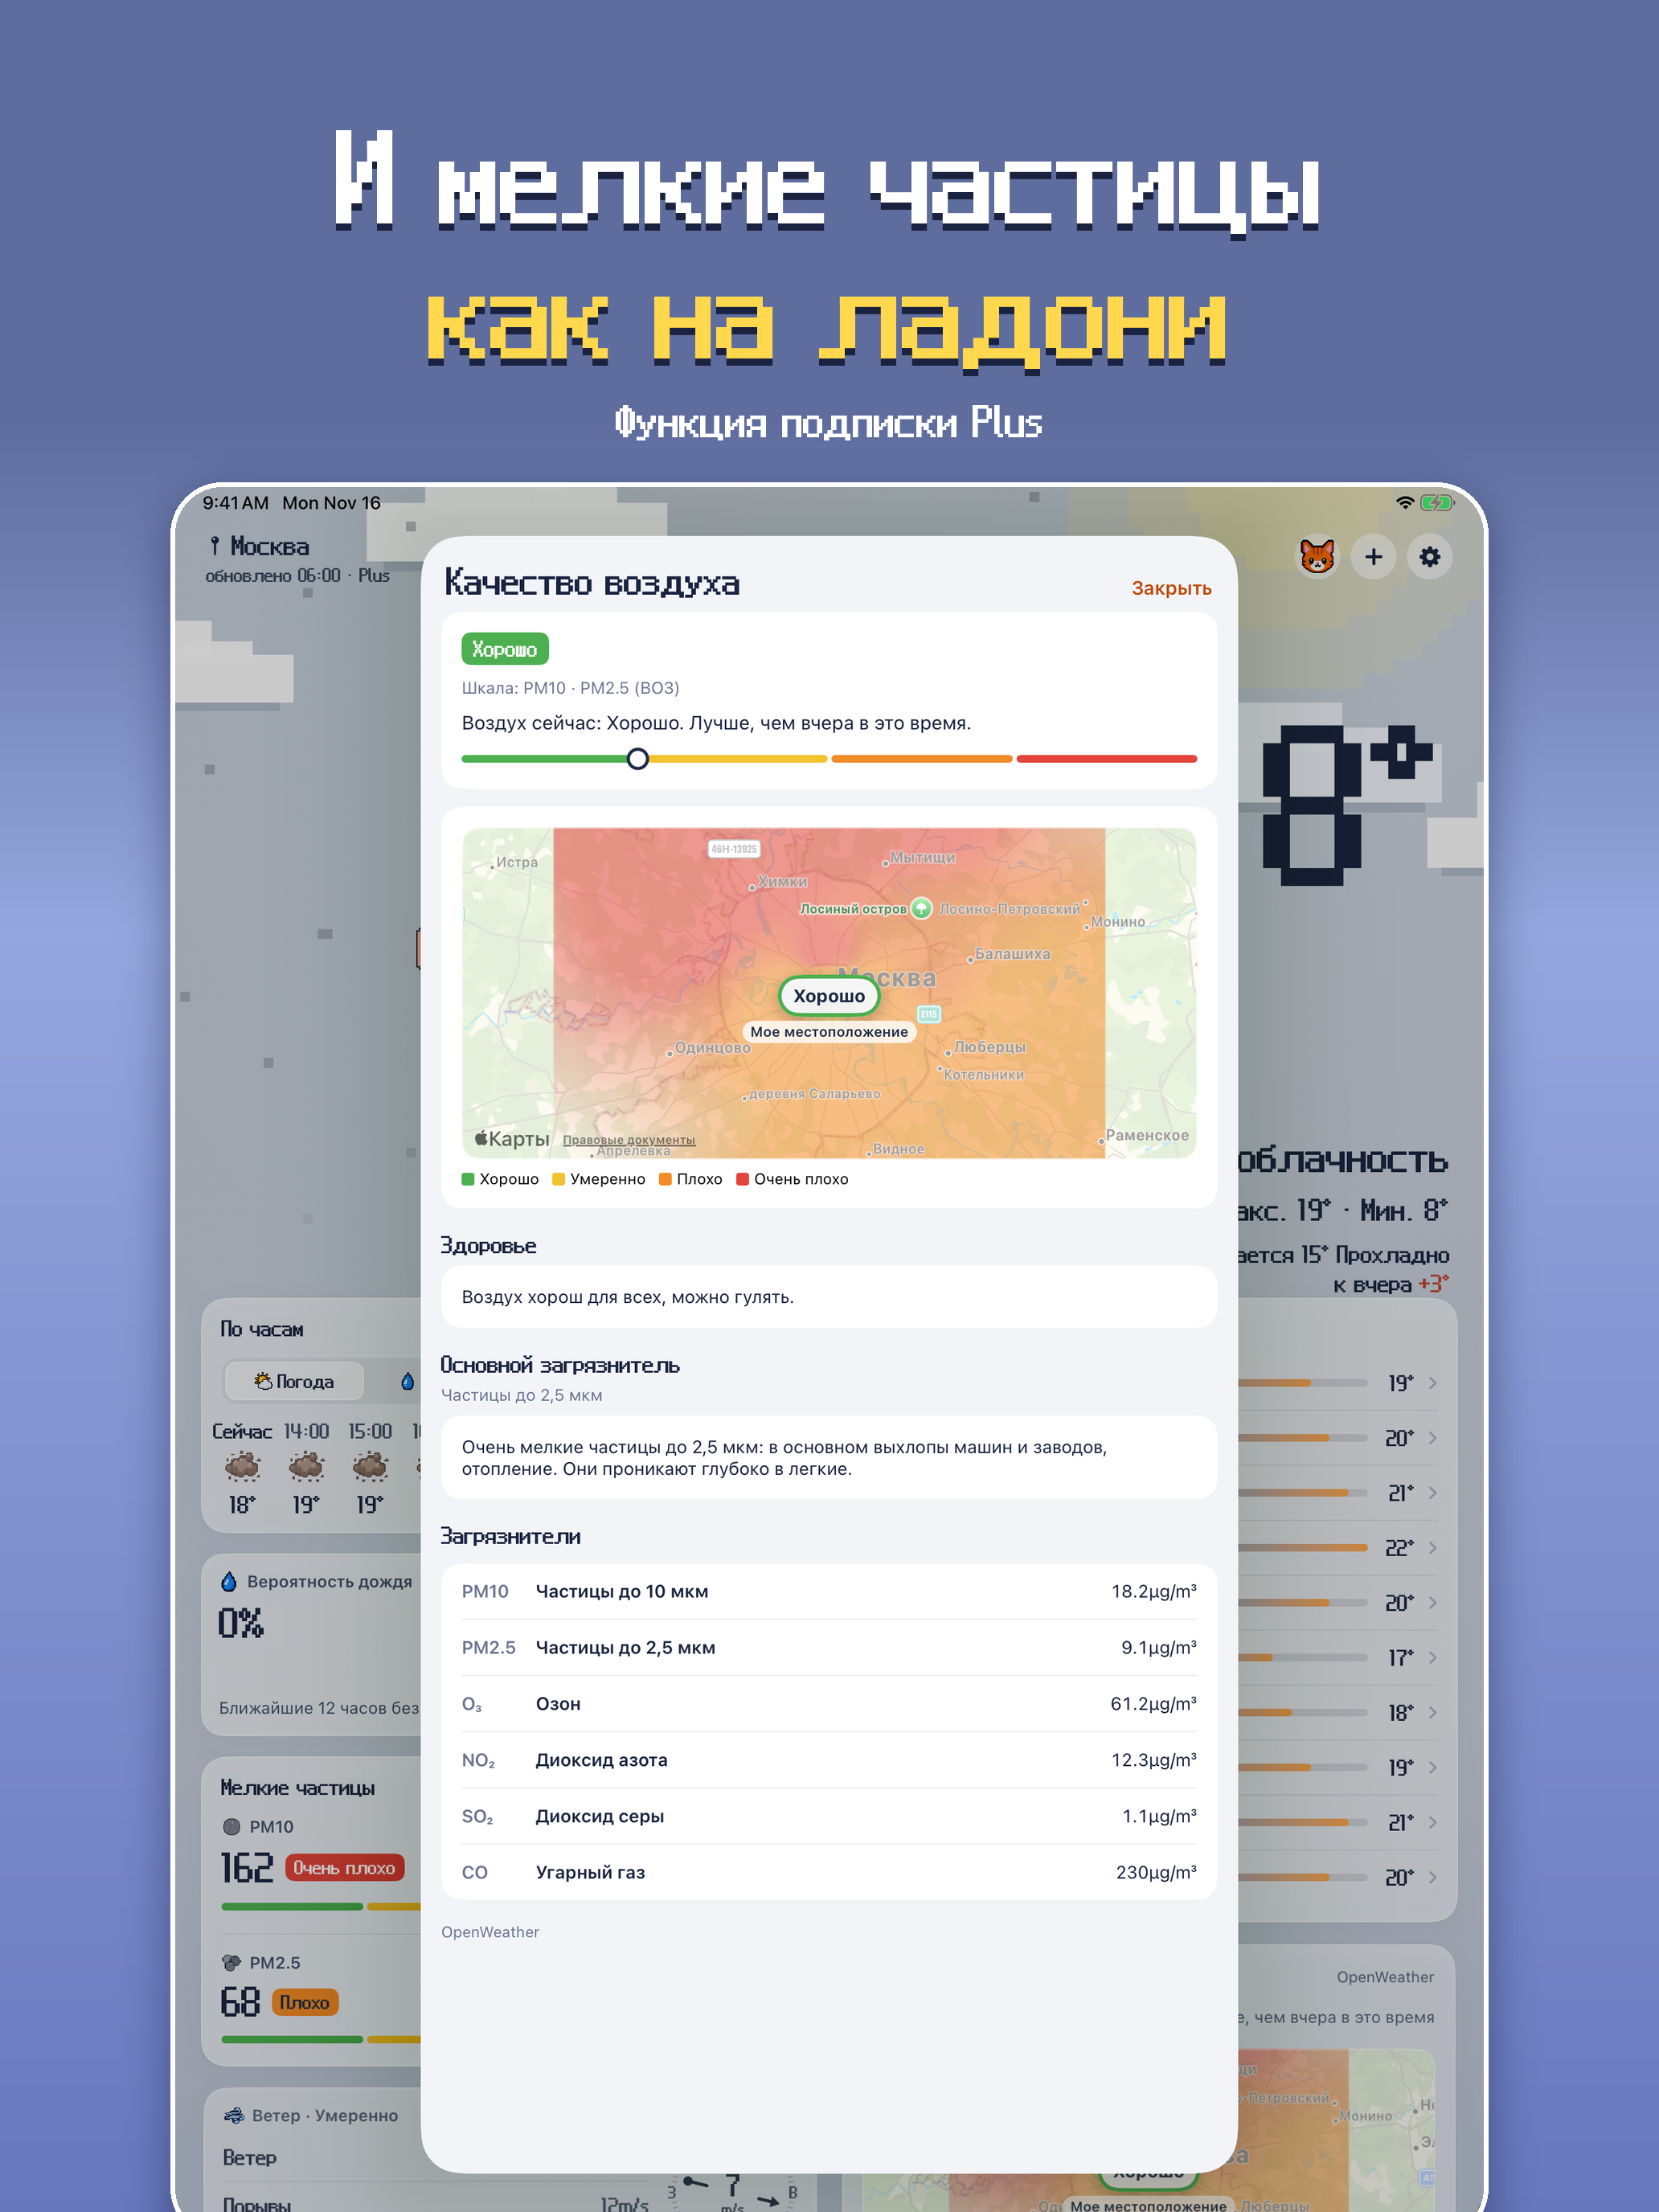 И мелкие частицы
как на ладони
Функция подписки Plus
9:41 AM Mon Nov 16
Москва
обновлено 06:00 · Plus
8°
облачность
19° · Мин. 8°
15° Прохладно
к вчера +3°
По часам
Погода
Сейчас 14:00 15:00
18° 19° 19°
Вероятность дождя
0%
Ближайшие 12 часов без
Мелкие частицы
PM10
162 Очень плохо
PM2.5
68 Плохо
Ветер · Умеренно
Ветер
Порывы 12m/s
З 7 В
m/s
Качество воздуха
Закрыть
Хорошо
Шкала: PM10 · PM2.5 (ВОЗ)
Воздух сейчас: Хорошо. Лучше, чем вчера в это время.
46Н-13925
Истра
Мытищи
Химки
Лосиный остров
Лосино-Петровский
Монино
Балашиха
Москва
Хорошо
E115
Мое местоположение
Одинцово
Люберцы
Котельники
деревня Саларьево
Раменское
Карты Правовые документы
Апрелевка
Видное
Хорошо Умеренно Плохо Очень плохо
Здоровье
Воздух хорош для всех, можно гулять.
Основной загрязнитель
Частицы до 2,5 мкм
Очень мелкие частицы до 2,5 мкм: в основном выхлопы машин и заводов,
отопление. Они проникают глубоко в легкие.
Загрязнители
PM10 Частицы до 10 мкм 18.2µg/m³
PM2.5 Частицы до 2,5 мкм 9.1µg/m³
O₃ Озон 61.2µg/m³
NO₂ Диоксид азота 12.3µg/m³
SO₂ Диоксид серы 1.1µg/m³
CO Угарный газ 230µg/m³
OpenWeather
19°
20°
21°
22°
20°
17°
18°
19°
21°
20°
OpenWeather
чем вчера в это время
Монино
Хорошо
Мое местоположение
Люберцы